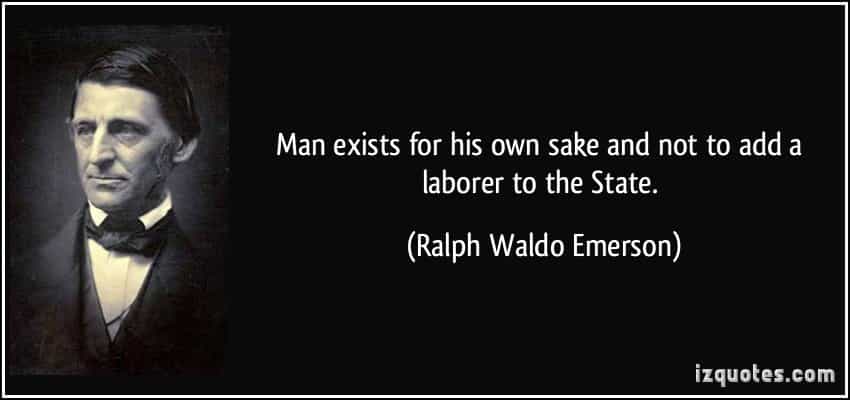 Man exists for his own sake and not to add a
laborer to the State.
(Ralph Waldo Emerson)
izquotes.com